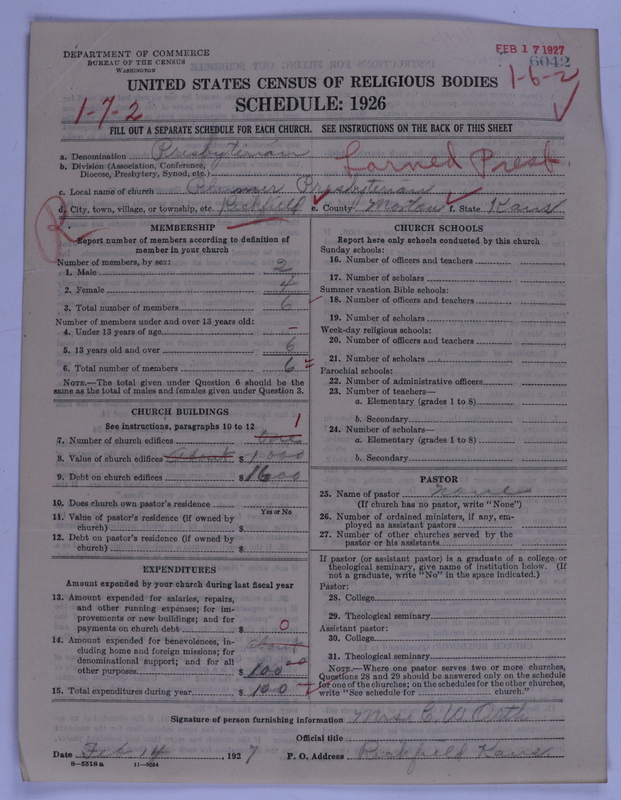 DEPARTMENT OF COMMERCE
BUREAU OF THE CENSUS
WASHINGTON
FEB 17 1927
6042
UNITED STATES CENSUS OF RELIGIOUS BODIES
1-6-2
SCHEDULE: 1926
1-7-2
FILL OUT A SEPARATE SCHEDULE FOR EACH CHURCH. SEE INSTRUCTIONS ON THE BACK OF THIS SHEET
a. Denomination Presbyterian
b. Division (Association, Conference, Diocese, Presbytery, Synod, etc.) Larned Presb.
c. Local name of church Presbyterian
d. City, town, village, or township, etc. Richfield e. County Morton f. State Kans
R
MEMBERSHIP
Report number of members according to definition of
member in your church
Number of members, by sex:
1. Male 2
2. Female 4
3. Total number of members 6
Number of members under and over 13 years old:
4. Under 13 years of age –
5. 13 years old and over 6
6. Total number of members 6
NOTE.—The total given under Question 6 should be the
same as the total of males and females given under Question 3.
CHURCH BUILDINGS
See instructions, paragraphs 10 to 12
7. Number of church edifices one 1
8. Value of church edifices about $ 1000
9. Debt on church edifices $ 1600
10. Does church own pastor's residence
Yes or No
11. Value of pastor's residence (if owned by
church) $
12. Debt on pastor's residence (if owned by
church) $
EXPENDITURES
Amount expended by your church during last fiscal year
13. Amount expended for salaries, repairs,
and other running expenses; for im-
provements or new buildings; and for
payments on church debt $ 0
14. Amount expended for benevolences, in-
cluding home and foreign missions; for
denominational support; and for all
other purposes $ about 100 00
15. Total expenditures during year $ 100
CHURCH SCHOOLS
Report here only schools conducted by this church
Sunday schools:
16. Number of officers and teachers
17. Number of scholars
Summer vacation Bible schools:
18. Number of officers and teachers
19. Number of scholars
Week-day religious schools:
20. Number of officers and teachers
21. Number of scholars
Parochial schools:
22. Number of administrative officers
23. Number of teachers—
a. Elementary (grades 1 to 8)
b. Secondary
24. Number of scholars—
a. Elementary (grades 1 to 8)
b. Secondary
PASTOR
25. Name of pastor none
(If church has no pastor, write "None")
26. Number of ordained ministers, if any, em-
ployed as assistant pastors
27. Number of other churches served by the
pastor or his assistants
If pastor (or assistant pastor) is a graduate of a college or
theological seminary, give name of institution below. (If
not a graduate, write "No" in the space indicated.)
Pastor:
28. College
29. Theological seminary
Assistant pastor:
30. College
31. Theological seminary
NOTE.—Where one pastor serves two or more churches,
Questions 28 and 29 should be answered only on the schedule
for one of the churches; on the schedules for the other churches,
write "See schedule for church."
Signature of person furnishing information Mrs. C. W. Orth
Official title
Date Feb 14, 1927 P. O. Address Richfield Kans
8—5518a 11—9084